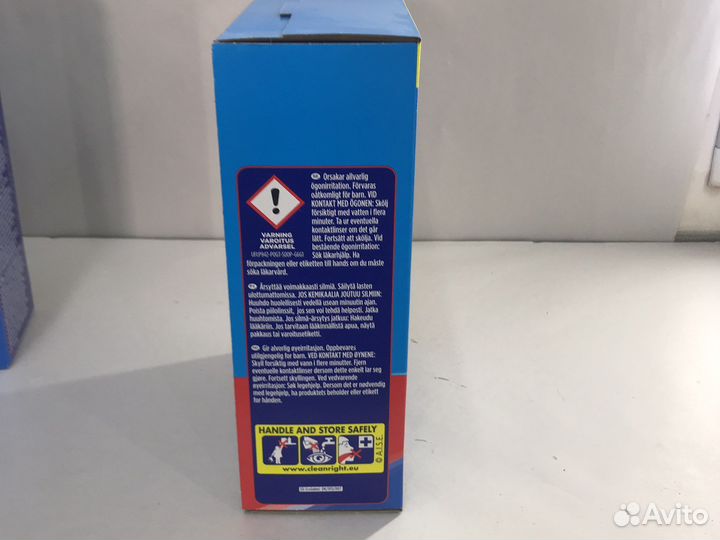 SE Orsakar allvarlig
ögonirritation. Förvaras
oåtkomligt för barn. VID
KONTAKT MED ÖGONEN: Skölj
försiktigt med vatten i flera
minuter. Ta ur eventuella
kontaktlinser om det går
lätt. Fortsätt att skölja. Vid
bestående ögonirritation:
Sök läkarhjälp. Ha
förpackningen eller etiketten till hands om du måste
söka läkarvård.
VARNING
VAROITUS
ADVARSEL
FI Ärsyttää voimakkaasti silmiä. Säilytä lasten
ulottumattomissa. JOS KEMIKAALIA JOUTUU SILMIIN:
Huuhdo huolellisesti vedellä usean minuutin ajan.
Poista piilolinssit, jos sen voi tehdä helposti. Jatka
huuhtomista. Jos silmä-ärsytys jatkuu: Hakeudu
lääkäriin. Jos tarvitaan lääkinnällistä apua, näytä
pakkaus tai varoitusetiketti.
NO Gir alvorlig øyeirritasjon. Oppbevares
utilgjengelig for barn. VED KONTAKT MED ØYNENE:
Skyll forsiktig med vann i flere minutter. Fjern
eventuelle kontaktlinser dersom dette enkelt lar seg
gjøre. Fortsett skyllingen. Ved vedvarende
øyeirritasjon: Søk legehjelp. Dersom det er nødvendig
med legehjelp, ha produktets beholder eller etikett
for hånden.
HANDLE AND STORE SAFELY
© A.I.S.E.
www.cleanright.eu
Avito